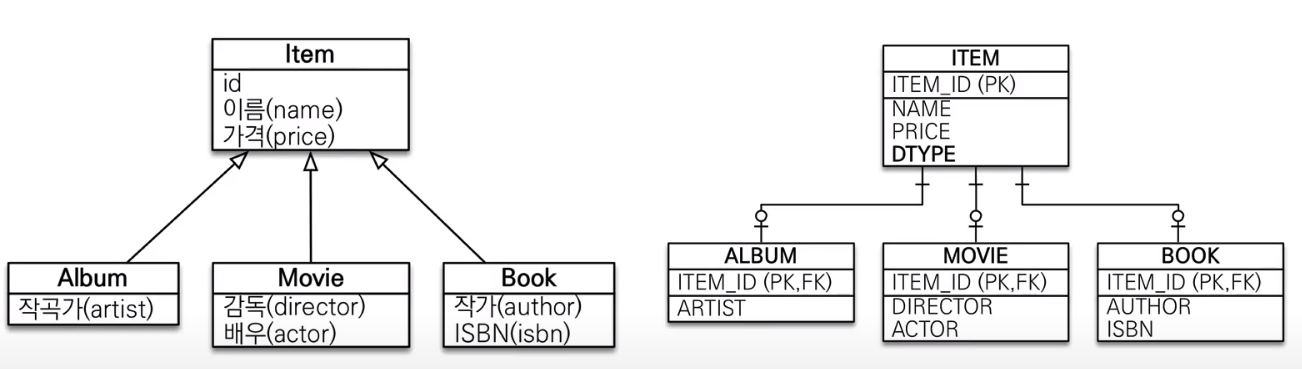 Item
id
이름(name)
가격(price)
Album
작곡가(artist)
Movie
감독(director)
배우(actor)
Book
작가(author)
ISBN(isbn)
ITEM
ITEM_ID (PK)
NAME
PRICE
DTYPE
ALBUM
ITEM_ID (PK,FK)
ARTIST
MOVIE
ITEM_ID (PK,FK)
DIRECTOR
ACTOR
BOOK
ITEM_ID (PK,FK)
AUTHOR
ISBN